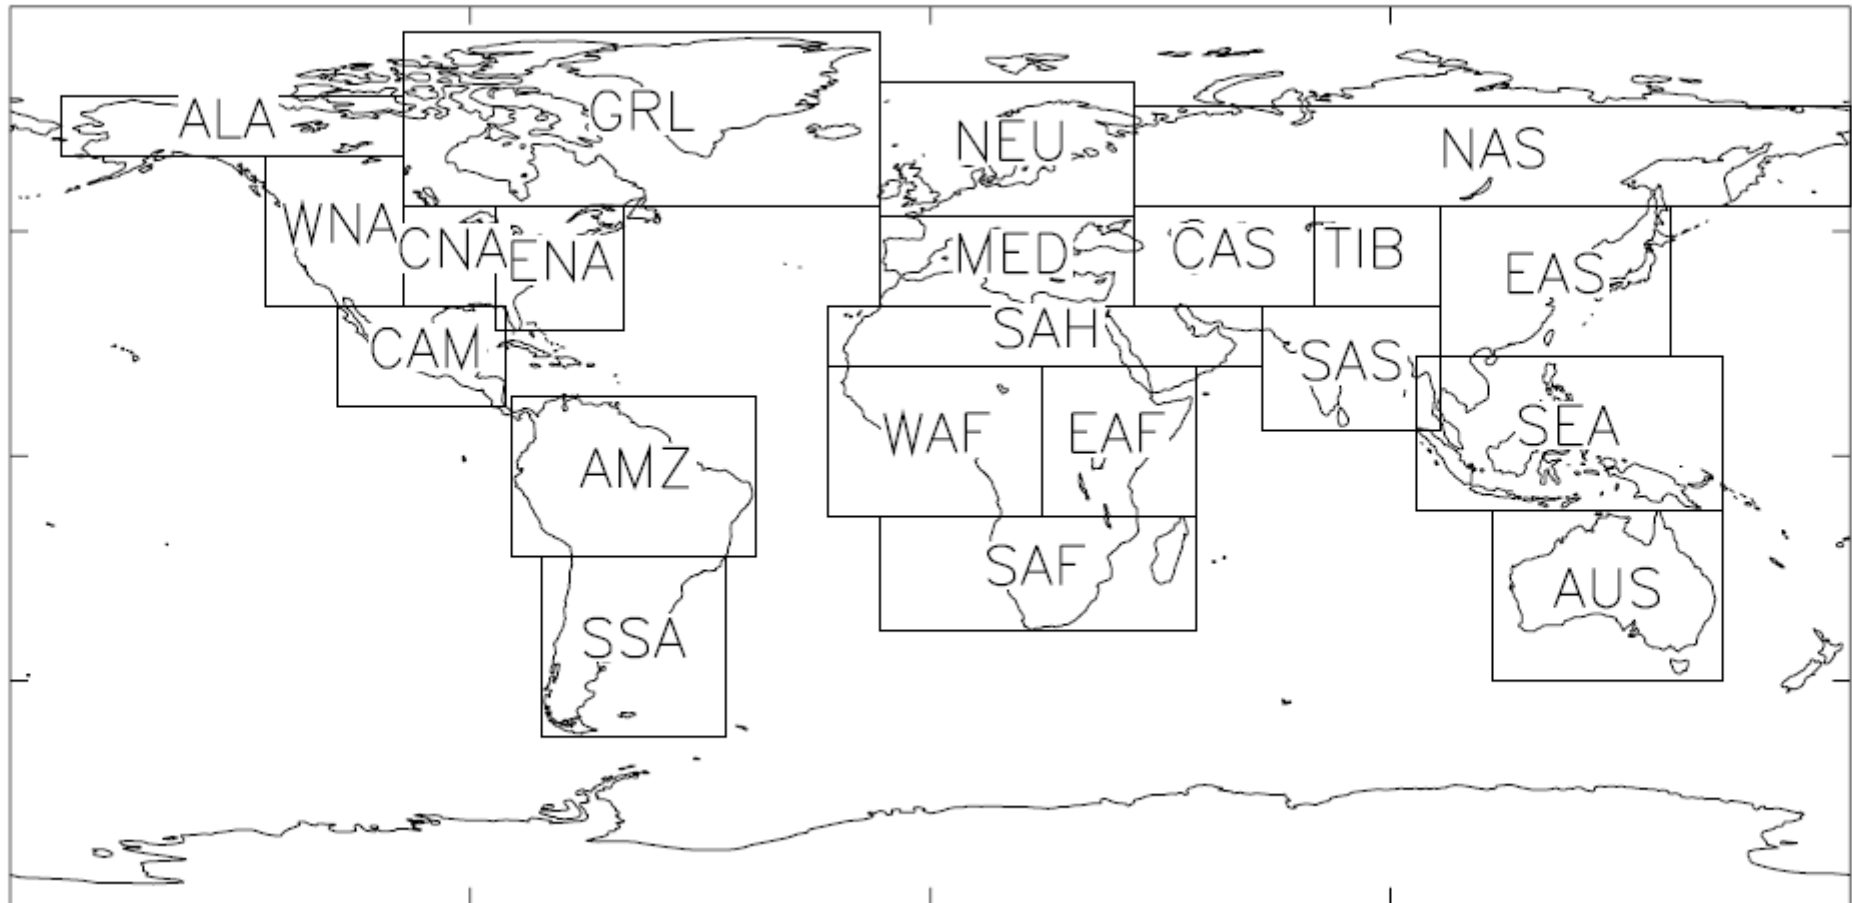 ALA
GRL
NEU
NAS
WNA
CNA
ENA
MED
CAS
TIB
EAS
CAM
SAH
SAS
WAF
EAF
SEA
AMZ
SAF
AUS
SSA